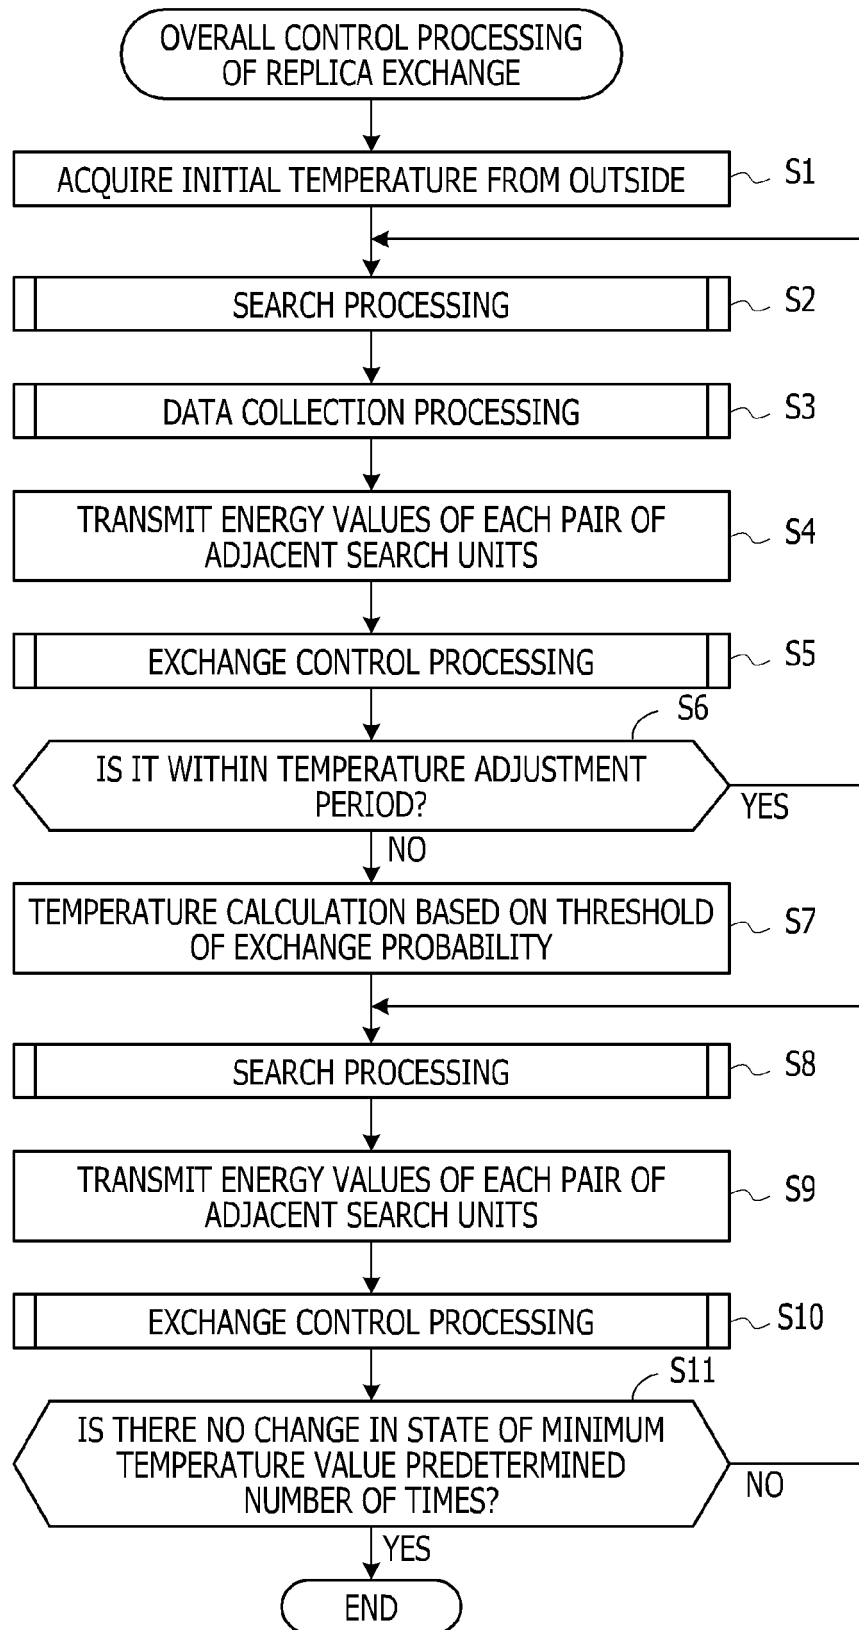 OVERALL CONTROL PROCESSING
OF REPLICA EXCHANGE
ACQUIRE INITIAL TEMPERATURE FROM OUTSIDE
S1
SEARCH PROCESSING
S2
DATA COLLECTION PROCESSING
S3
TRANSMIT ENERGY VALUES OF EACH PAIR OF
ADJACENT SEARCH UNITS
S4
EXCHANGE CONTROL PROCESSING
S5
S6
IS IT WITHIN TEMPERATURE ADJUSTMENT
PERIOD?
YES
NO
TEMPERATURE CALCULATION BASED ON THRESHOLD
OF EXCHANGE PROBABILITY
S7
SEARCH PROCESSING
S8
TRANSMIT ENERGY VALUES OF EACH PAIR OF
ADJACENT SEARCH UNITS
S9
EXCHANGE CONTROL PROCESSING
S10
S11
IS THERE NO CHANGE IN STATE OF MINIMUM
TEMPERATURE VALUE PREDETERMINED
NUMBER OF TIMES?
NO
YES
END